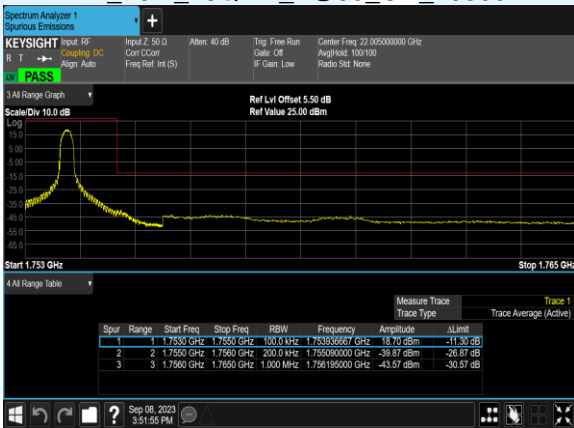 Spectrum Analyzer 1
Spurious Emissions
+
KEYSIGHT Input: RF Input Z: 50 Ω Atten: 40 dB Trig: Free Run Center Freq: 22.005000000 GHz
R T Coupling: DC Corr CCorr Gate: Off Avg|Hold: 100/100
Align: Auto Freq Ref: Int (S) IF Gain: Low Radio Std: None
PASS
3 All Range Graph
Ref Lvl Offset 5.50 dB
Scale/Div 10.0 dB Ref Value 25.00 dBm
Log
15.0
5.00
-5.00
-15.0
-25.0
-35.0
-45.0
-55.0
-65.0
Start 1.753 GHz Stop 1.765 GHz
4 All Range Table
Measure Trace Trace 1
Trace Type Trace Average (Active)
Spur Range Start Freq Stop Freq RBW Frequency Amplitude ΔLimit
1 1 1.7530 GHz 1.7550 GHz 100.0 kHz 1.753936667 GHz 18.70 dBm -11.30 dB
2 2 1.7550 GHz 1.7560 GHz 200.0 kHz 1.755090000 GHz -39.87 dBm -26.87 dB
3 3 1.7560 GHz 1.7650 GHz 1.000 MHz 1.756195000 GHz -43.57 dBm -30.57 dB
? Sep 08, 2023
3:51:55 PM